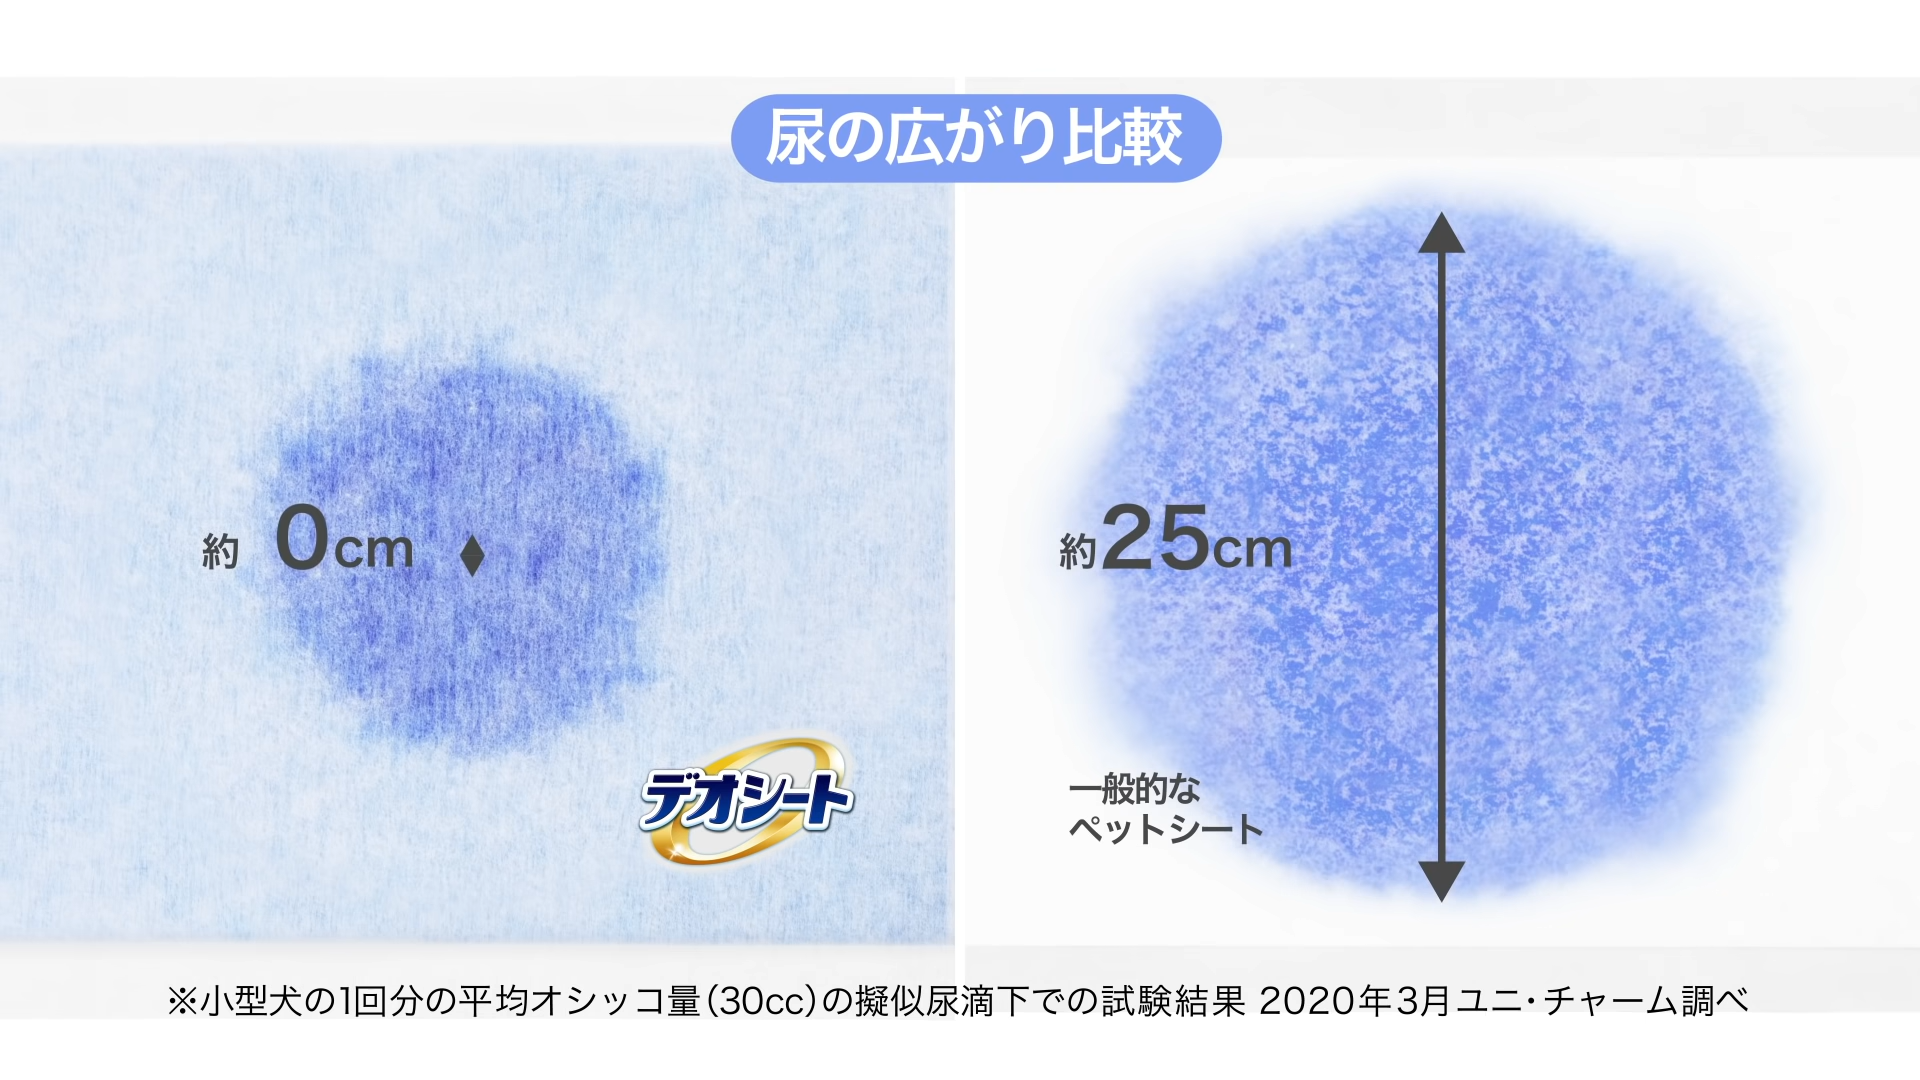 尿の広がり比較
約 0cm
約25cm
デオシート
一般的な
ペットシート
※小型犬の1回分の平均オシッコ量（30cc）の擬似尿滴下での試験結果 2020年3月ユニ・チャーム調べ